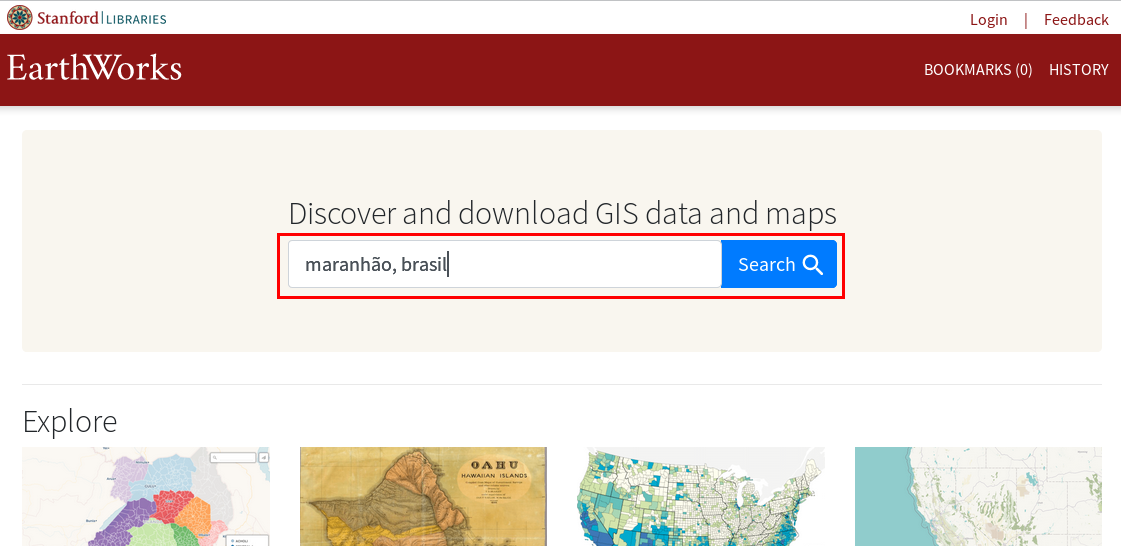 Stanford LIBRARIES
Login | Feedback
EarthWorks
BOOKMARKS (0) HISTORY
Discover and download GIS data and maps
maranhão, brasil
Search
Explore
OAHU
HAWAIIAN ISLANDS